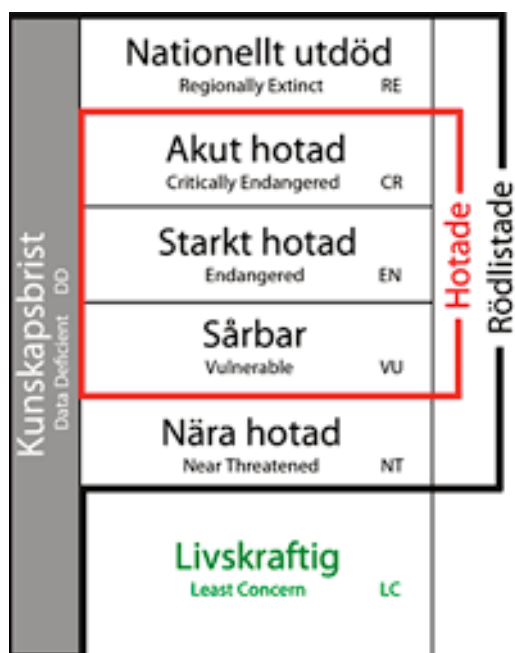 Nationellt utdöd
Regionally Extinct RE
Akut hotad
Critically Endangered CR
Starkt hotad
Endangered EN
Sårbar
Vulnerable VU
Nära hotad
Near Threatened NT
Livskraftig
Least Concern LC
Kunskapsbrist
Data Deficient DD
Hotade
Rödlistade